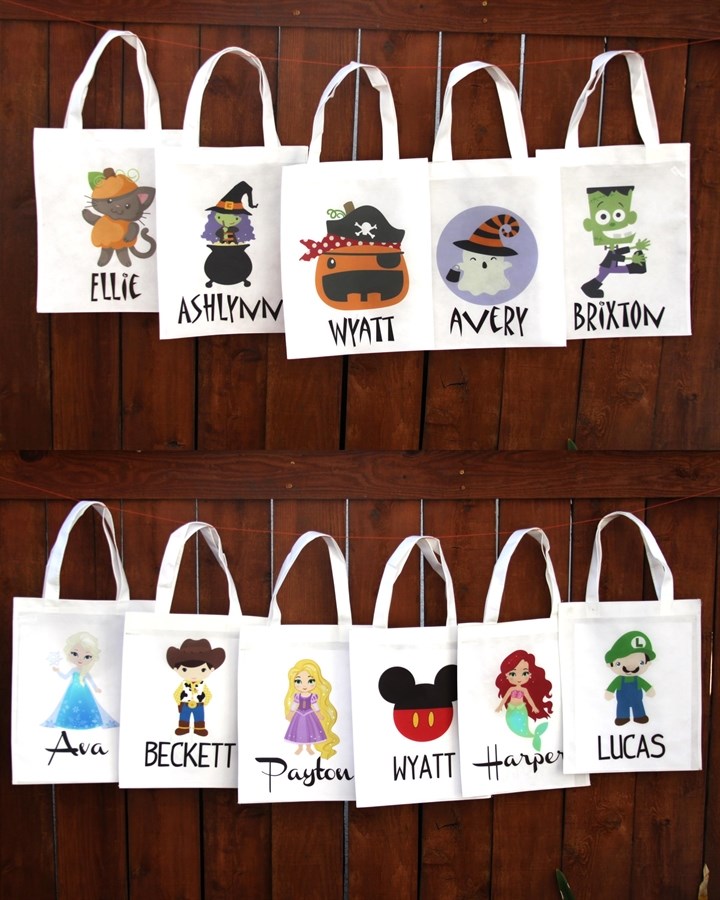 ELLiE
ASHLYNN
WYATT
AVERY
BRiXTON
Ava
BECKETT
Payton
WYATT
Harper
L
LUCAS